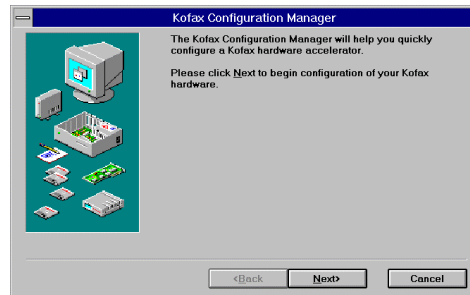 Kofax Configuration Manager
The Kofax Configuration Manager will help you quickly
configure a Kofax hardware accelerator.
Please click Next to begin configuration of your Kofax
hardware.
<Back Next> Cancel